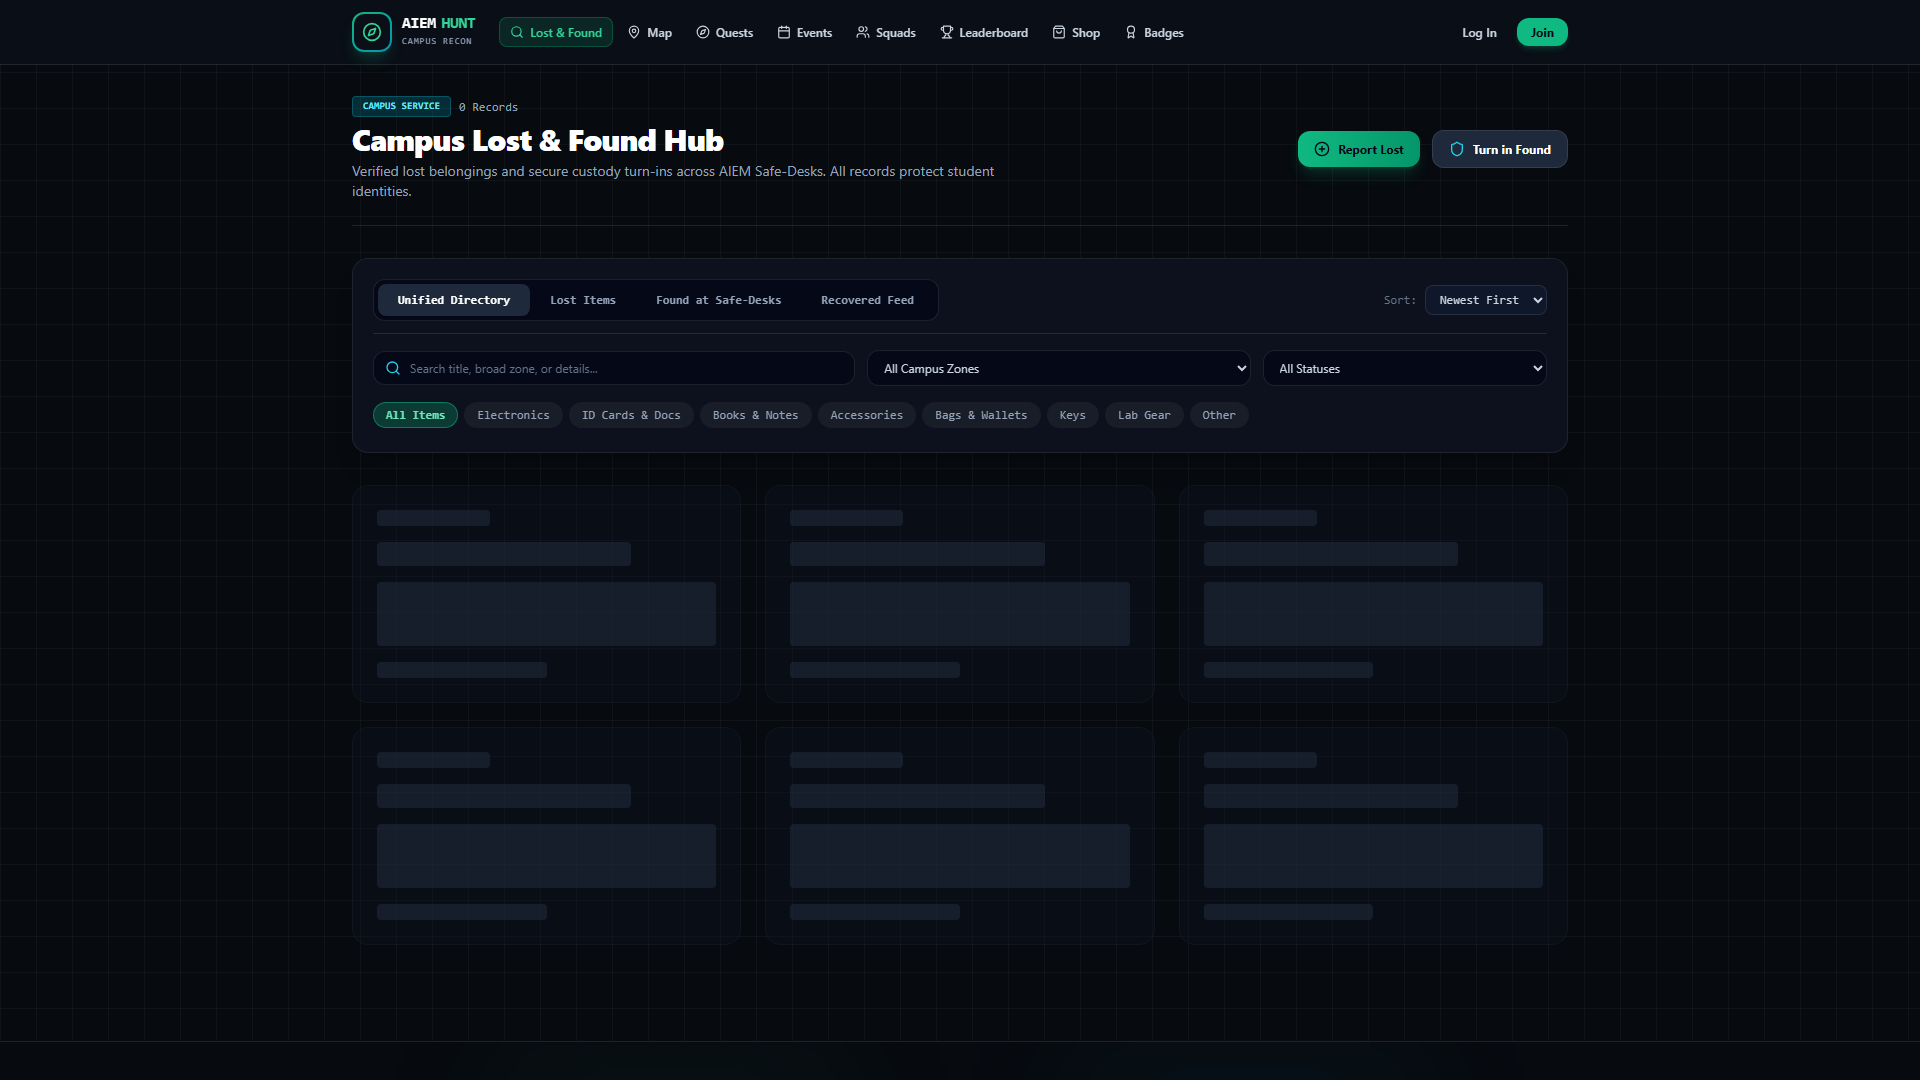 AIEM HUNT
CAMPUS RECON
Lost & Found
Map
Quests
Events
Squads
Leaderboard
Shop
Badges
Log In
Join
CAMPUS SERVICE
0 Records
Campus Lost & Found Hub
Verified lost belongings and secure custody turn-ins across AIEM Safe-Desks. All records protect student
identities.
Report Lost
Turn in Found
Unified Directory
Lost Items
Found at Safe-Desks
Recovered Feed
Sort:
Newest First
Search title, broad zone, or details...
All Campus Zones
All Statuses
All Items
Electronics
ID Cards & Docs
Books & Notes
Accessories
Bags & Wallets
Keys
Lab Gear
Other